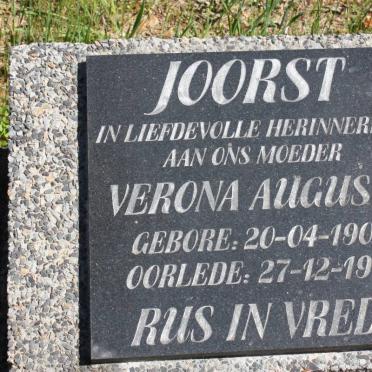 JOORST
IN LIEFDEVOLLE HERINNER
AAN ONS MOEDER
VERONA AUGUS
GEBORE: 20-04-190
OORLEDE: 27-12-19
RUS IN VRED